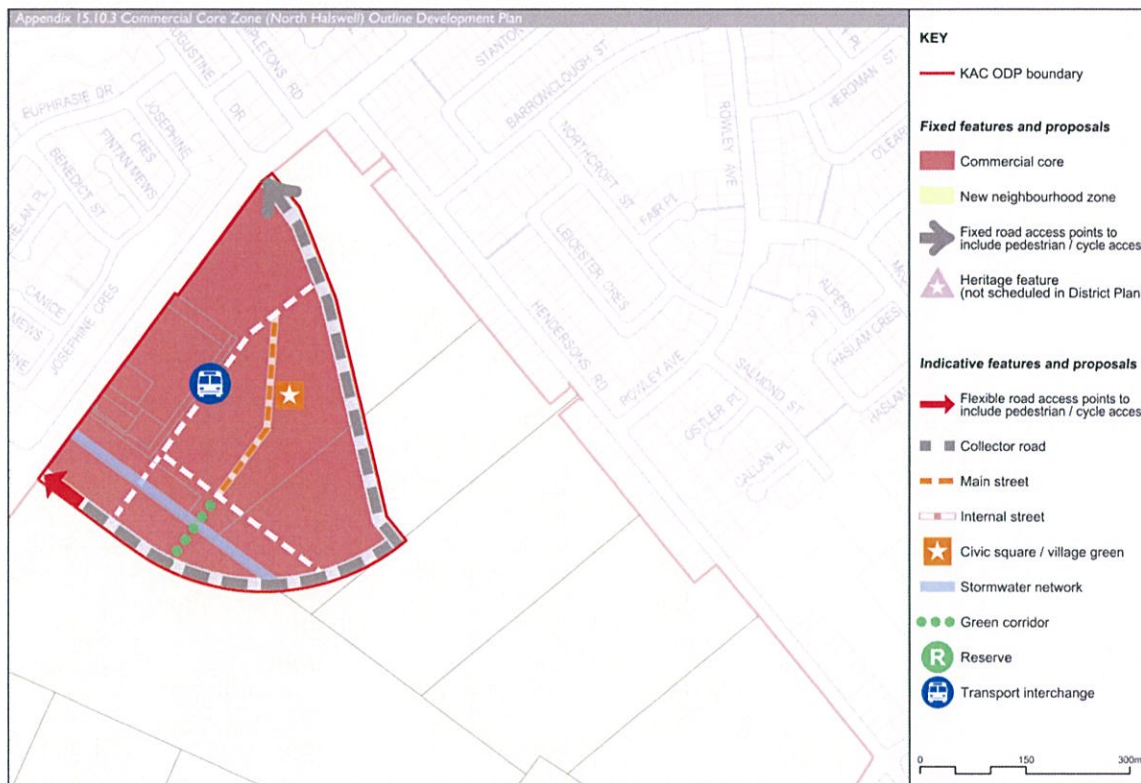 Appendix 15.10.3 Commercial Core Zone (North Halswell) Outline Development Plan
EUPHRASIE DR
AUGUSTINE
DR
STANTON
BARRONCLOUGH ST
ROWLEY AVE
HERDMAN ST
O'LEAR
PL
JOSEPHINE
CRES
FINTAN MEWS
BENEDICT ST
CANICE
MEWS
JOSEPHINE CRES
NORTHCROFT ST
FAIR PL
LEICESTER CRES
HENDERSONS RD
ROWLEY AVE
SALMOND ST
OSTLER PL
CALLAN PL
ALPERS
PL
HASLAM CRES
HASLAM
KEY
KAC ODP boundary
Fixed features and proposals
Commercial core
New neighbourhood zone
Fixed road access points to
include pedestrian / cycle acces
Heritage feature
(not scheduled in District Plan
Indicative features and proposals
Flexible road access points to
include pedestrian / cycle acces
Collector road
Main street
Internal street
Civic square / village green
Stormwater network
Green corridor
R
Reserve
Transport interchange
0 150 300m